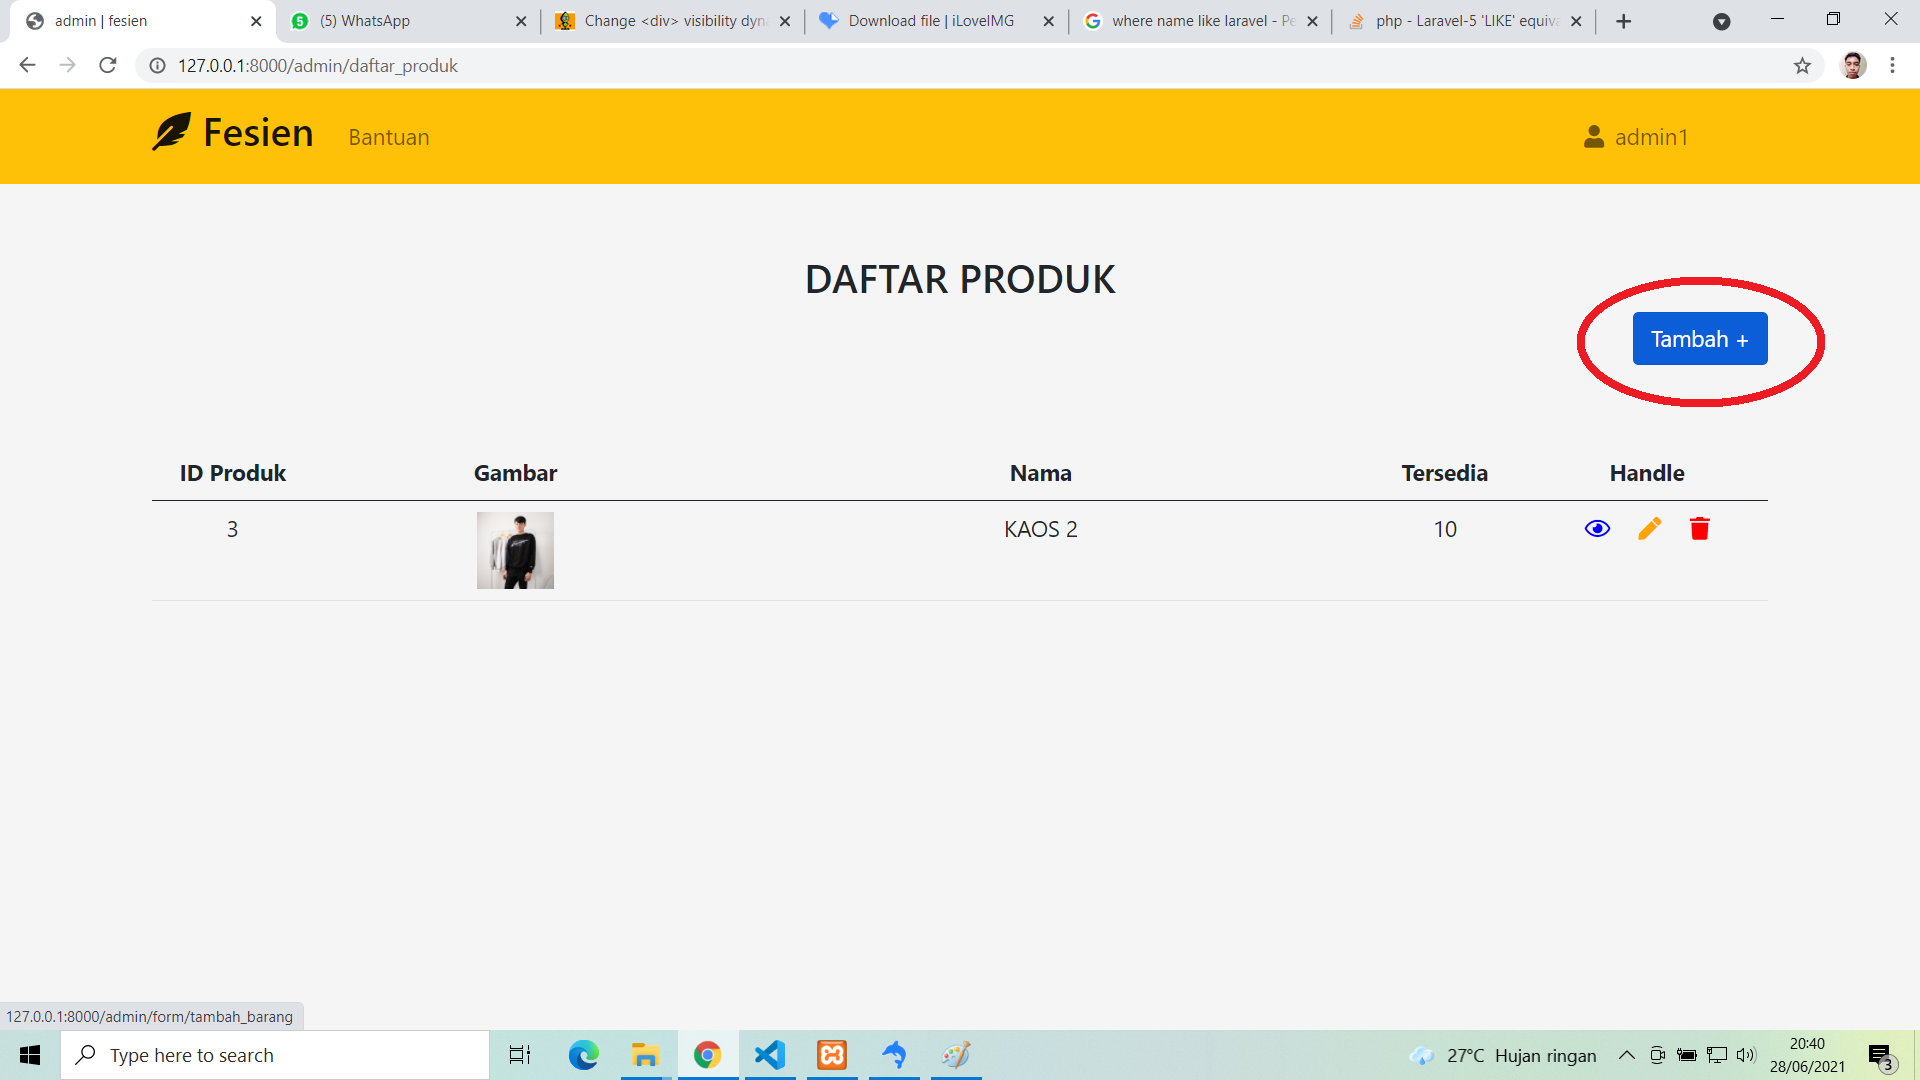 admin | fesien
(5) WhatsApp
Change <div> visibility dyn
Download file | iLoveIMG
where name like laravel - Pe
php - Laravel-5 'LIKE' equiva
127.0.0.1:8000/admin/daftar_produk
Fesien
Bantuan
admin1
DAFTAR PRODUK
Tambah +
ID Produk Gambar Nama Tersedia Handle
3 KAOS 2 10
127.0.0.1:8000/admin/form/tambah_barang
Type here to search
27°C Hujan ringan
20:40
28/06/2021
3